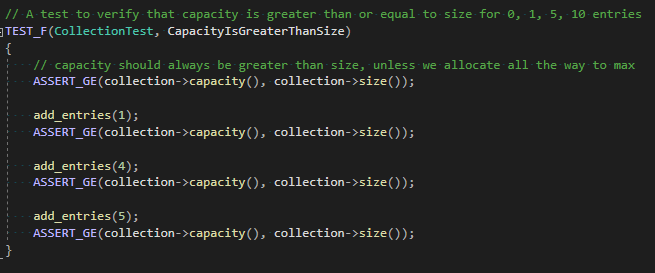 // A test to verify that capacity is greater than or equal to size for 0, 1, 5, 10 entries
TEST_F(CollectionTest, CapacityIsGreaterThanSize)
{
// capacity should always be greater than size, unless we allocate all the way to max
ASSERT_GE(collection->capacity(), collection->size());
add_entries(1);
ASSERT_GE(collection->capacity(), collection->size());
add_entries(4);
ASSERT_GE(collection->capacity(), collection->size());
add_entries(5);
ASSERT_GE(collection->capacity(), collection->size());
}